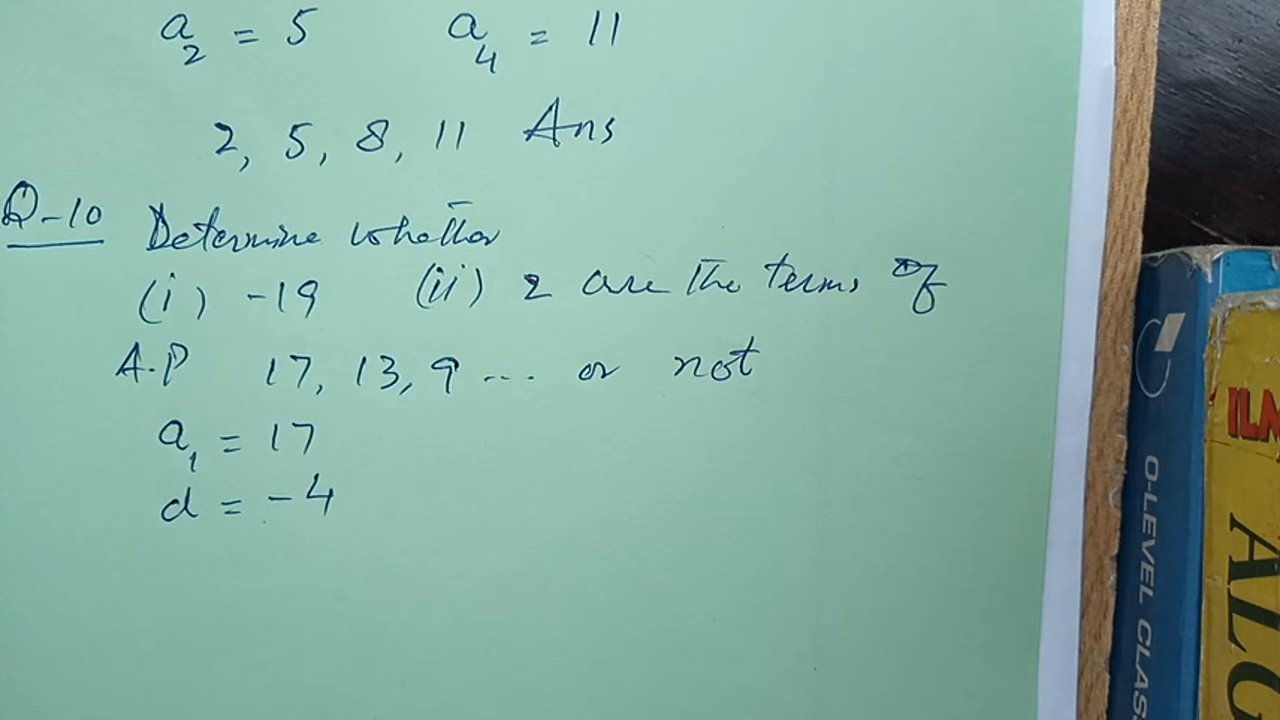 a₂ = 5 a₄ = 11
2, 5, 8, 11 Ans
Q-10 Determine whether
(i) -19 (ii) 2 are the terms of
A.P 17, 13, 9 ... or not
a₁ = 17
d = -4
O-LEVEL CLAS
ILM
ALG